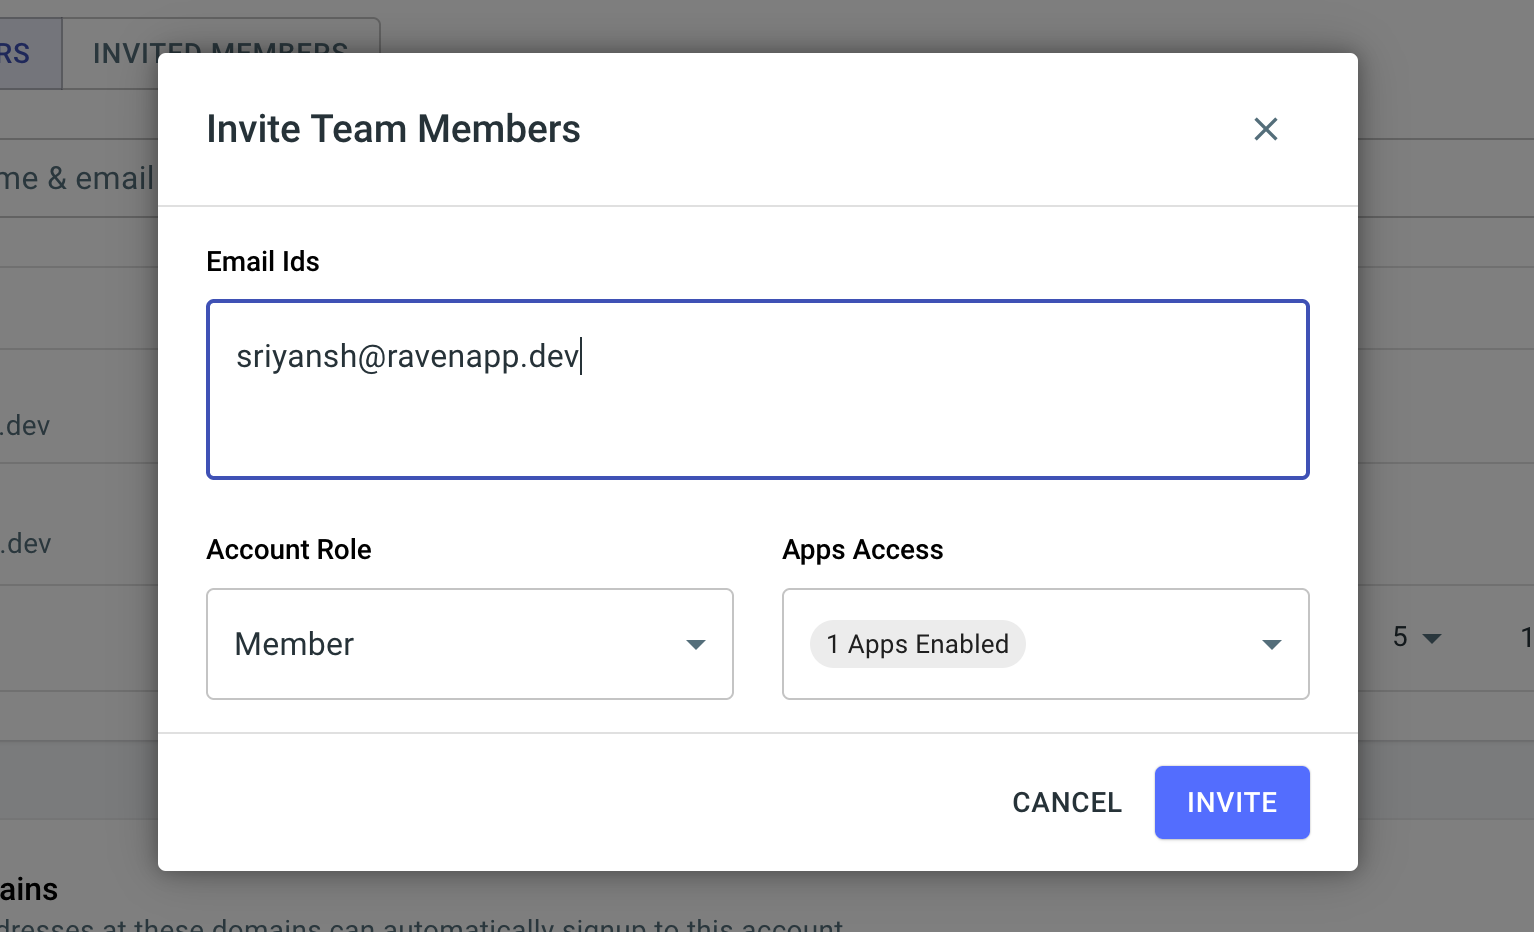 RS
INVITED MEMBERS
Invite Team Members
me & email
Email Ids
sriyansh@ravenapp.dev
.dev
.dev
Account Role
Apps Access
Member
1 Apps Enabled
5
1
CANCEL
INVITE
ains
dresses at these domains can automatically signup to this account